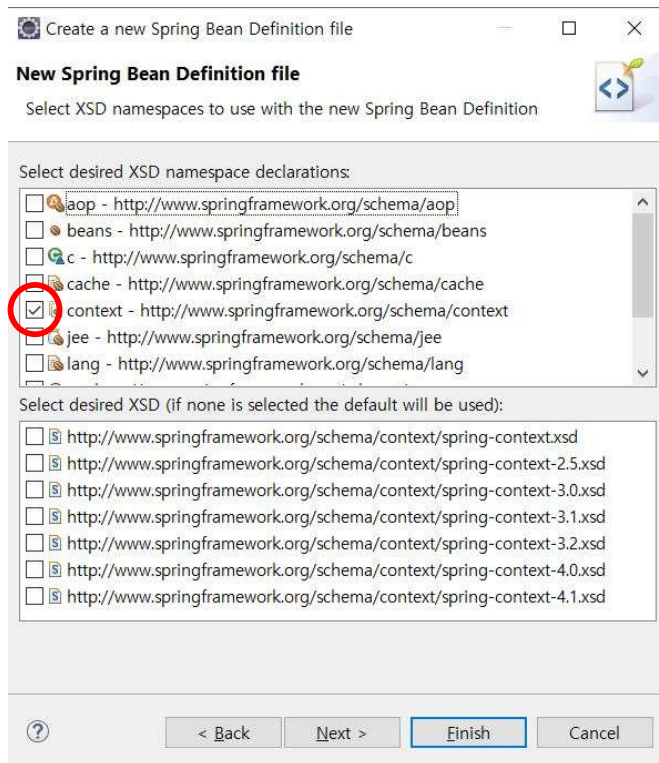 Create a new Spring Bean Definition file
New Spring Bean Definition file
Select XSD namespaces to use with the new Spring Bean Definition
Select desired XSD namespace declarations:
aop - http://www.springframework.org/schema/aop
beans - http://www.springframework.org/schema/beans
c - http://www.springframework.org/schema/c
cache - http://www.springframework.org/schema/cache
context - http://www.springframework.org/schema/context
jee - http://www.springframework.org/schema/jee
lang - http://www.springframework.org/schema/lang
Select desired XSD (if none is selected the default will be used):
http://www.springframework.org/schema/context/spring-context.xsd
http://www.springframework.org/schema/context/spring-context-2.5.xsd
http://www.springframework.org/schema/context/spring-context-3.0.xsd
http://www.springframework.org/schema/context/spring-context-3.1.xsd
http://www.springframework.org/schema/context/spring-context-3.2.xsd
http://www.springframework.org/schema/context/spring-context-4.0.xsd
http://www.springframework.org/schema/context/spring-context-4.1.xsd
? < Back Next > Finish Cancel